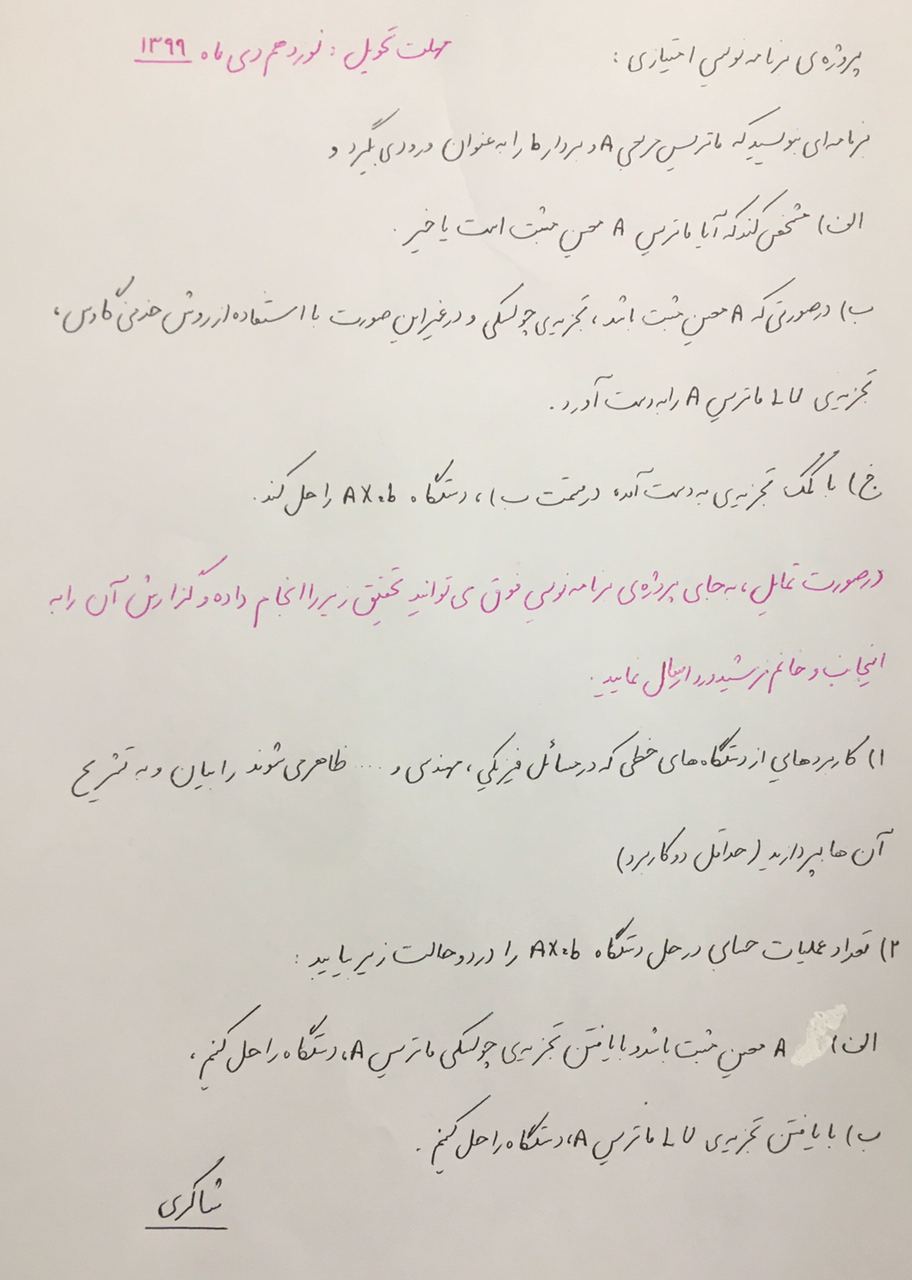 پروژه‌ی برنامه نویسی امتیازی :
مهلت تحویل : نوزدهم دی ماه ۱۳۹۹
برنامه‌ای بنویسید که ماتریس مربعی A و بردار b را به عنوان ورودی بگیرد و
الف) مشخص کند که آیا ماتریس A معین مثبت است یا خیر .
ب) در صورتی که A معین مثبت باشد ، تجزیه‌ی چولسکی و در غیر این صورت با استفاده از روش حذفی گاوس ،
تجزیه‌ی LU ماتریس A را به دست آورد .
ج) با کمک تجزیه‌ی به دست آمده در قسمت ب) ، دستگاه AX=b را حل کند .
در صورت تمایل ، به جای پروژه‌ی برنامه نویسی فوق می توانید تحقیق زیر را انجام داده و گزارش آن را به
اینجانب و خانم ارسال نمایید .
۱) کاربردهایی از دستگاه های خطی که در مسائل فیزیکی ، مهندسی و .... ظاهر می شوند را بیان و به تشریح
آن ها بپردازید (حداقل دو کاربرد)
۲) تعداد عملیات حسابی در حل دستگاه AX=b را در دو حالت زیر بیابید :
الف) A معین مثبت باشد و با یافتن تجزیه‌ی چولسکی ماتریس A، دستگاه را حل کنیم ،
ب) با یافتن تجزیه‌ی LU ماتریس A، دستگاه را حل کنیم .
شاکری